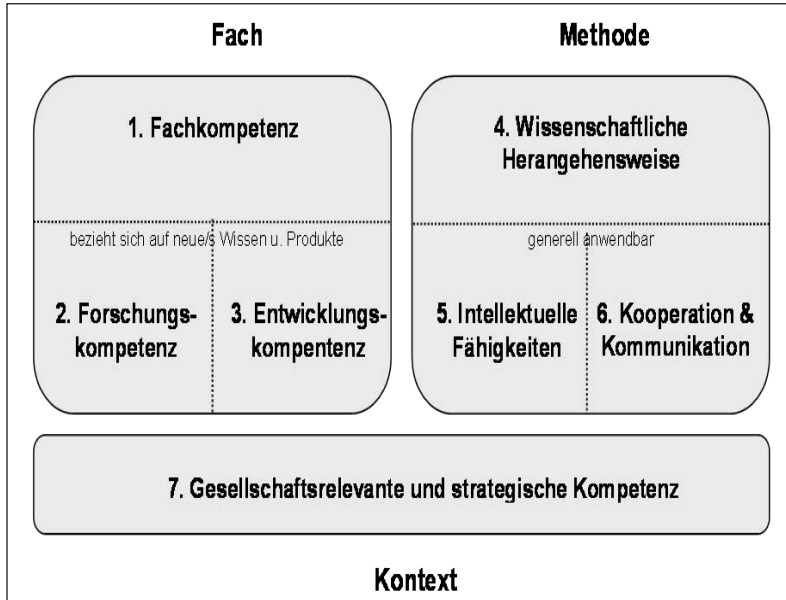 Fach
Methode
1. Fachkompetenz
4. Wissenschaftliche
Herangehensweise
bezieht sich auf neue/s Wissen u. Produkte
generell anwendbar
2. Forschungs-
kompetenz
3. Entwicklungs-
kompentenz
5. Intellektuelle
Fähigkeiten
6. Kooperation &
Kommunikation
7. Gesellschaftsrelevante und strategische Kompetenz
Kontext